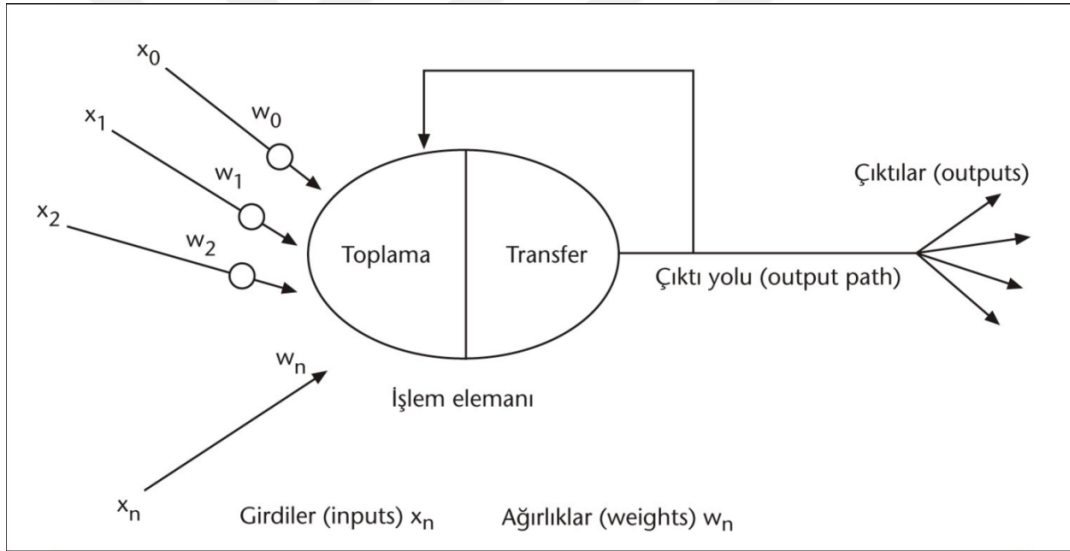 x0
w0
x1
w1
x2
w2
Toplama
Transfer
Çıktılar (outputs)
Çıktı yolu (output path)
wn
İşlem elemanı
xn
Girdiler (inputs) xn
Ağırlıklar (weights) wn